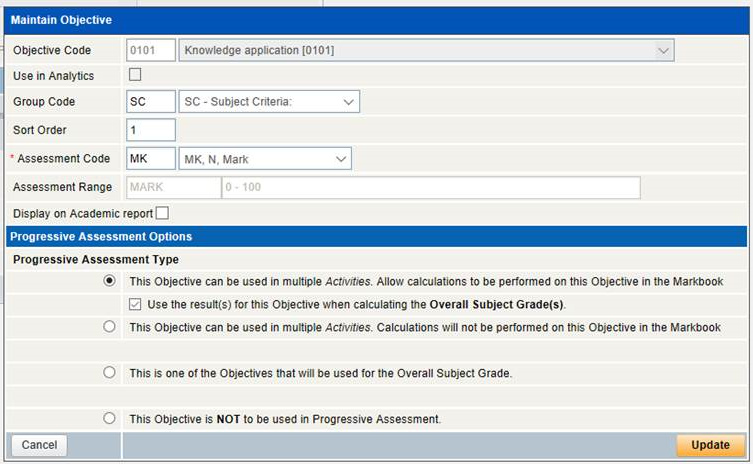 Maintain Objective
Objective Code 0101 Knowledge application [0101]
Use in Analytics
Group Code SC SC - Subject Criteria:
Sort Order 1
* Assessment Code MK MK, N, Mark
Assessment Range MARK 0 - 100
Display on Academic report
Progressive Assessment Options
Progressive Assessment Type
This Objective can be used in multiple Activities. Allow calculations to be performed on this Objective in the Markbook
Use the result(s) for this Objective when calculating the Overall Subject Grade(s).
This Objective can be used in multiple Activities. Calculations will not be performed on this Objective in the Markbook
This is one of the Objectives that will be used for the Overall Subject Grade.
This Objective is NOT to be used in Progressive Assessment.
Cancel Update